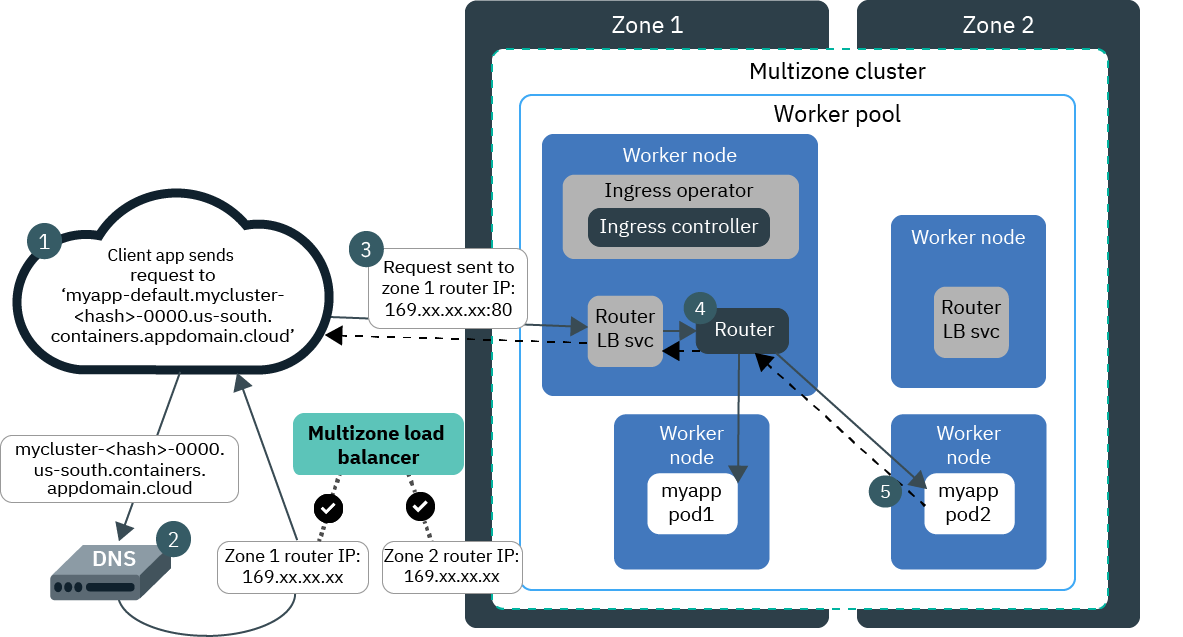 Zone 1
Zone 2
Multizone cluster
Worker pool
Worker node
Ingress operator
Ingress controller
1
Client app sends
request to
‘myapp-default.mycluster-
<hash>-0000.us-south.
containers.appdomain.cloud’
3
Request sent to
zone 1 router IP:
169.xx.xx.xx:80
Router
LB svc
4
Router
Worker node
Router
LB svc
mycluster-<hash>-0000.
us-south.containers.
appdomain.cloud
2
DNS
Multizone load
balancer
Zone 1 router IP:
169.xx.xx.xx
Zone 2 router IP:
169.xx.xx.xx
Worker
node
myapp
pod1
Worker
node
5
myapp
pod2